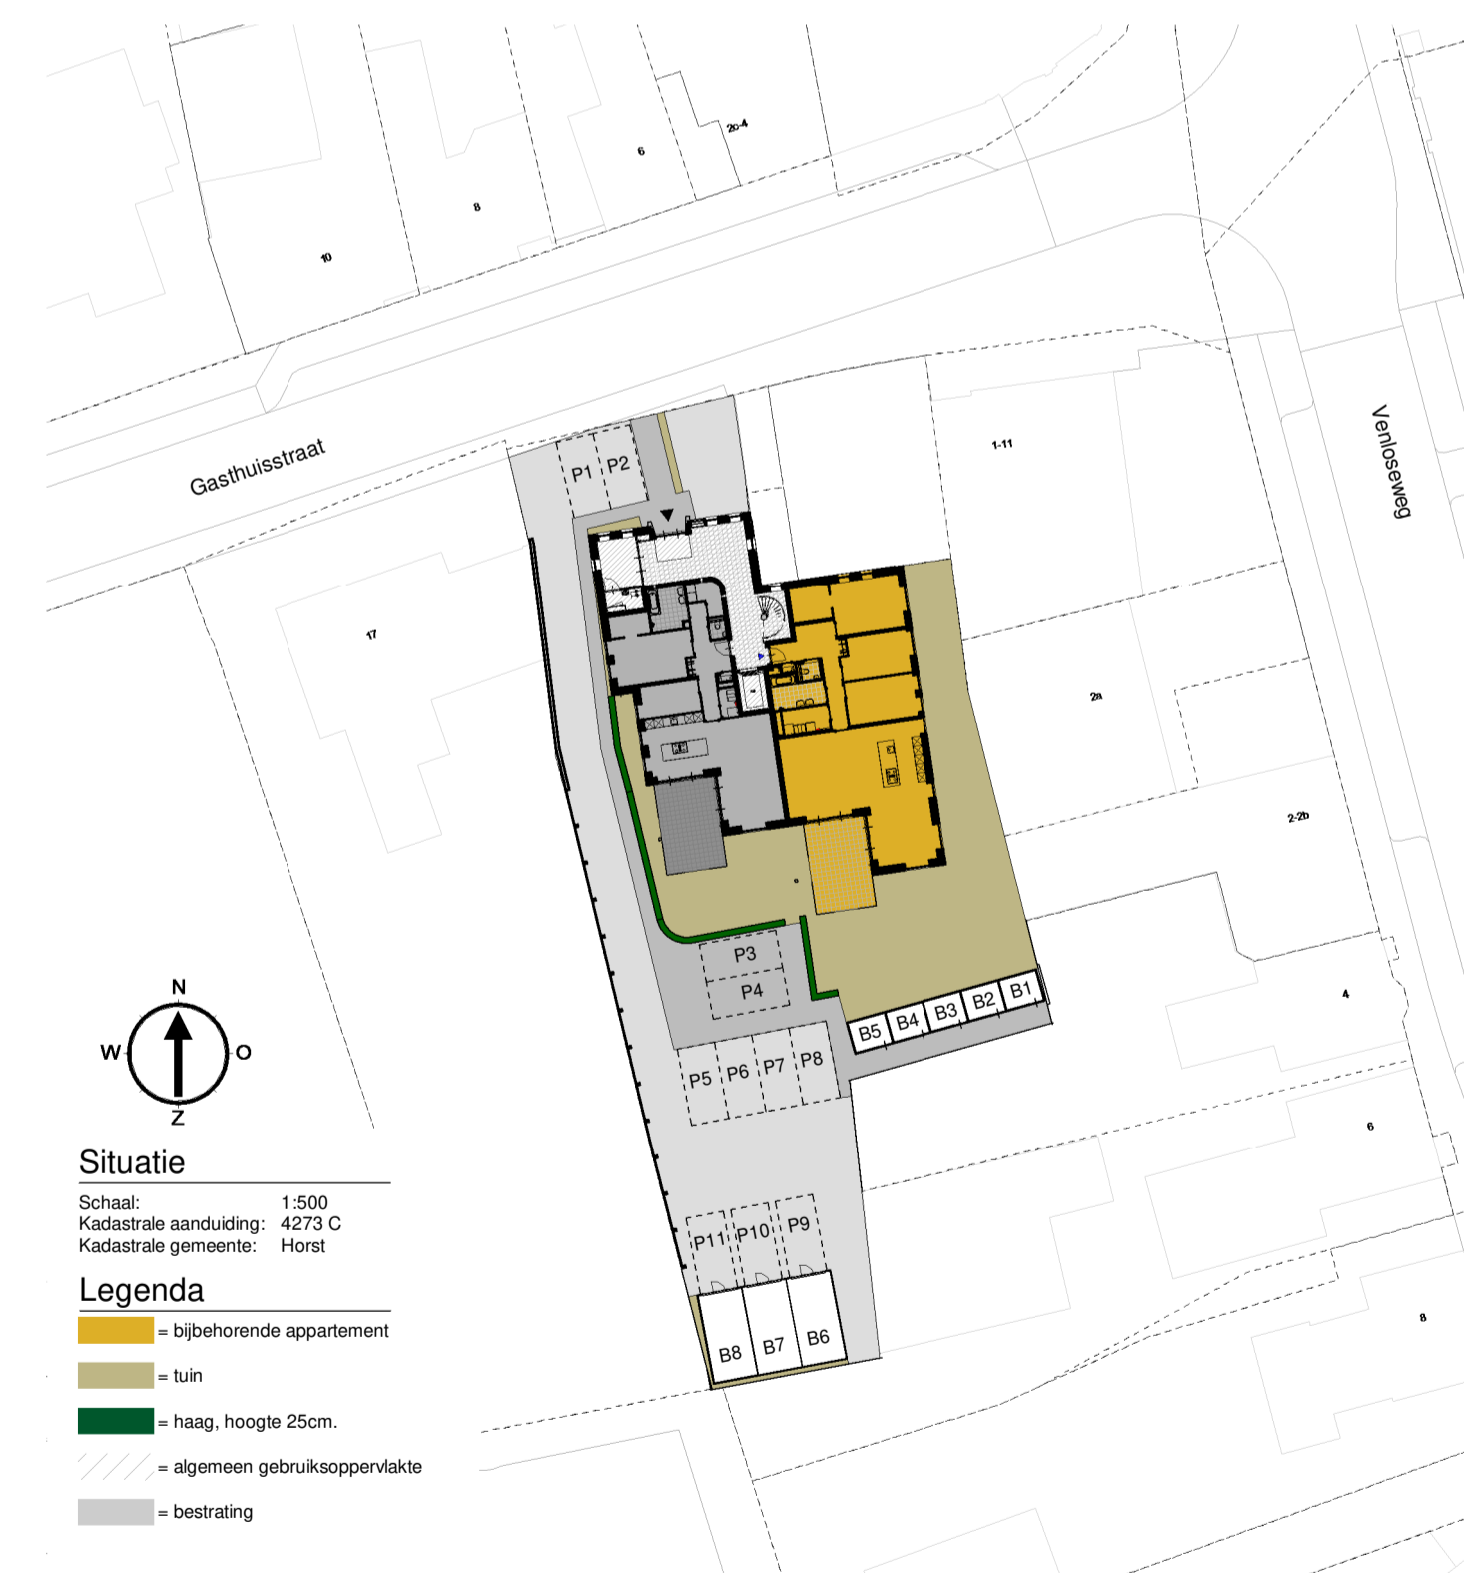 2c-4
6
8
10
Gasthuisstraat
Venloseweg
1-11
P1
P2
17
2a
2-2b
P3
P4
4
B5
B4
B3
B2
B1
P5
P6
P7
P8
6
P11
P10
P9
8
B8
B7
B6
N
W
O
Z
Situatie
Schaal: 1:500
Kadastrale aanduiding: 4273 C
Kadastrale gemeente: Horst
Legenda
= bijbehorende appartement
= tuin
= haag, hoogte 25cm.
= algemeen gebruiksoppervlakte
= bestrating